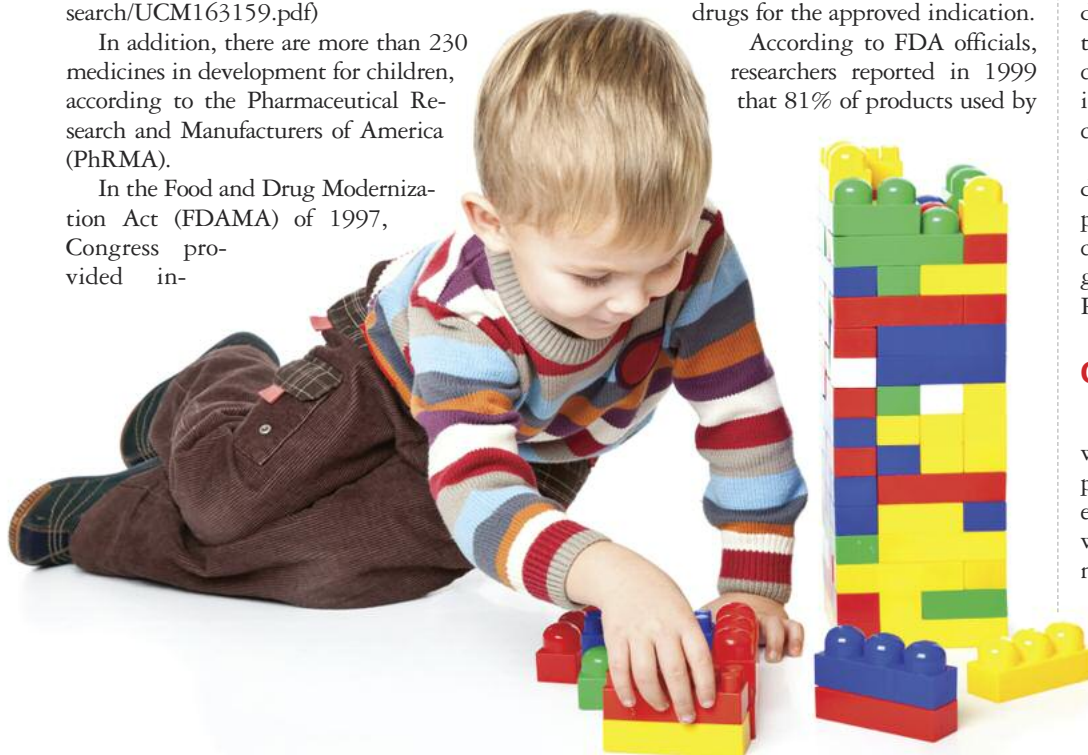 search/UCM163159.pdf)
In addition, there are more than 230
medicines in development for children,
according to the Pharmaceutical Re-
search and Manufacturers of America
(PhRMA).
In the Food and Drug Moderniza-
tion Act (FDAMA) of 1997,
Congress pro-
vided in-
drugs for the approved indication.
According to FDA officials,
researchers reported in 1999
that 81% of products used by